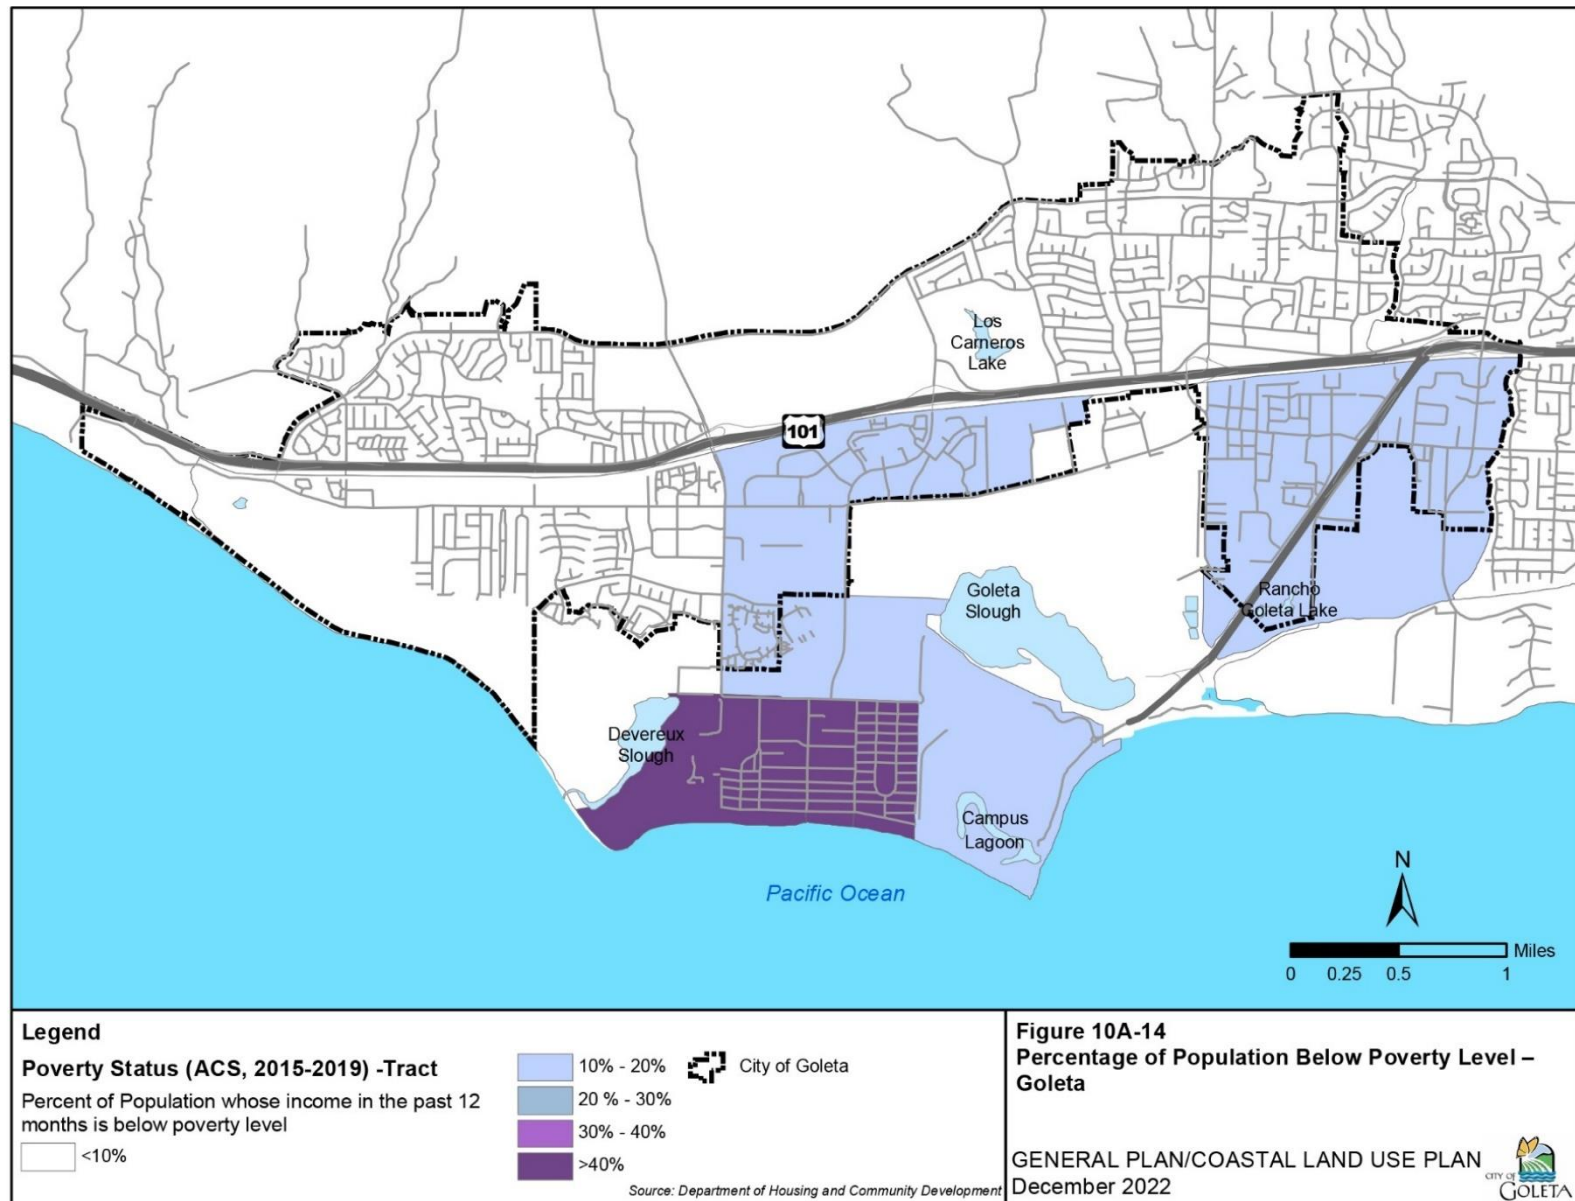 Los
Carneros
Lake
101
Goleta
Slough
Rancho
Goleta Lake
Devereux
Slough
Campus
Lagoon
Pacific Ocean
N
Miles
0 0.25 0.5 1
Legend
Poverty Status (ACS, 2015-2019) -Tract
Percent of Population whose income in the past 12
months is below poverty level
<10%
10% - 20%
20 % - 30%
30% - 40%
>40%
City of Goleta
Source: Department of Housing and Community Development
Figure 10A-14
Percentage of Population Below Poverty Level –
Goleta
GENERAL PLAN/COASTAL LAND USE PLAN
December 2022
CITY OF
GOLETA